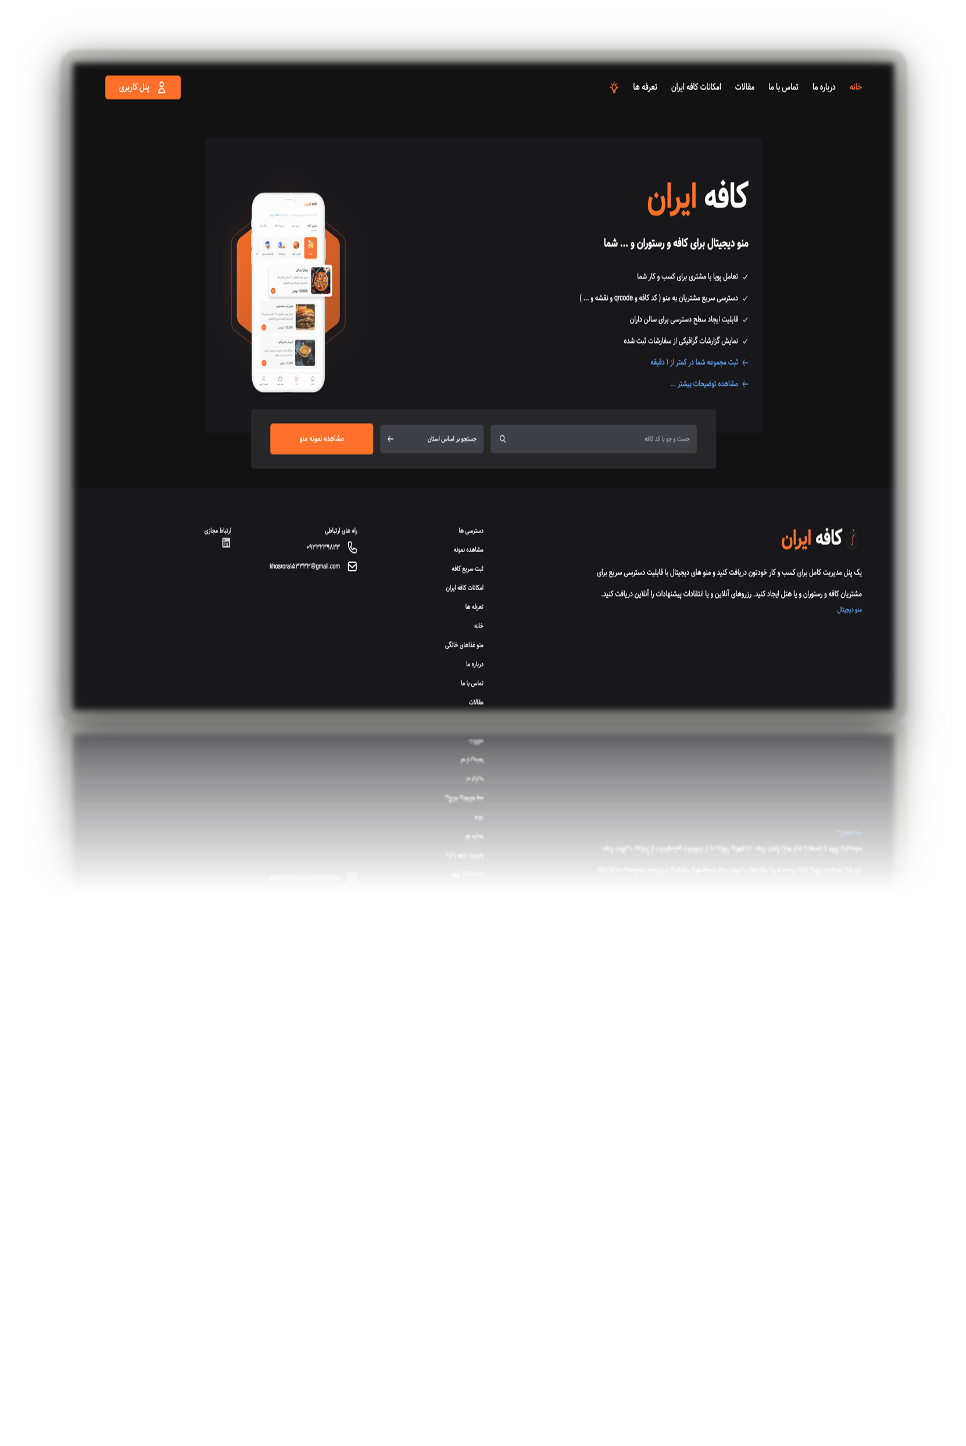 خانه
درباره ما
تماس با ما
مقالات
امکانات کافه ایران
تعرفه ها
پنل کاربری
کافه ایران
منو دیجیتال برای کافه و رستوران و ... شما
تعامل پویا با مشتری برای کسب و کار شما
دسترسی سریع مشتریان به منو ( کد کافه و qrcode و نقشه و ... )
قابلیت ایجاد سطح دسترسی برای سالن داران
نمایش گزارشات گرافیکی از سفارشات ثبت شده
ثبت مجموعه شما در کمتر از ۱ دقیقه
مشاهده توضیحات بیشتر ...
جست و جو با کد کافه
جستجو بر اساس استان
مشاهده نمونه منو
کافه ایران
یک پنل مدیریت کامل برای کسب و کار خودتون دریافت کنید و منو های دیجیتال با قابلیت دسترسی سریع برای
مشتریان کافه و رستوران و یا هتل ایجاد کنید. رزروهای آنلاین و یا انتقادات پیشنهادات را آنلاین دریافت کنید.
منو دیجیتال
دسترسی ها
مشاهده نمونه
ثبت سریع کافه
امکانات کافه ایران
تعرفه ها
خانه
منو غذاهای خانگی
درباره ما
تماس با ما
مقالات
راه های ارتباطی
ارتباط مجازی